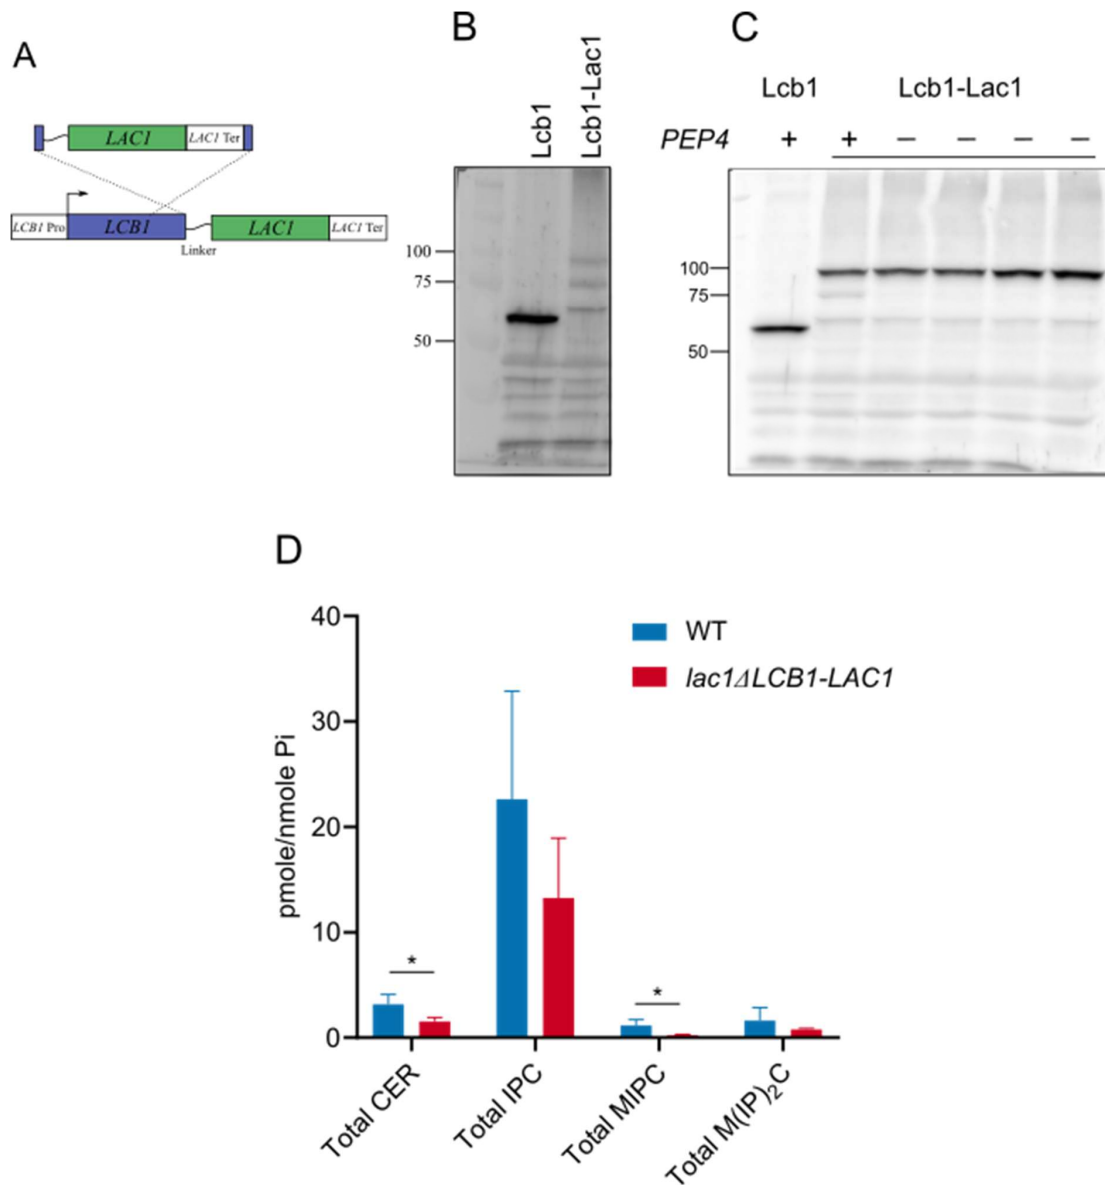 A
LAC1 LAC1 Ter
LCB1 Pro LCB1 LAC1 LAC1 Ter
Linker
B
Lcb1
Lcb1-Lac1
100
75
50
C
Lcb1 Lcb1-Lac1
PEP4 + + − − − −
100
75
50
D
pmole/nmole Pi
40
30
20
10
0
WT
lac1ΔLCB1-LAC1
*
*
Total CER
Total IPC
Total MIPC
Total M(IP)₂C